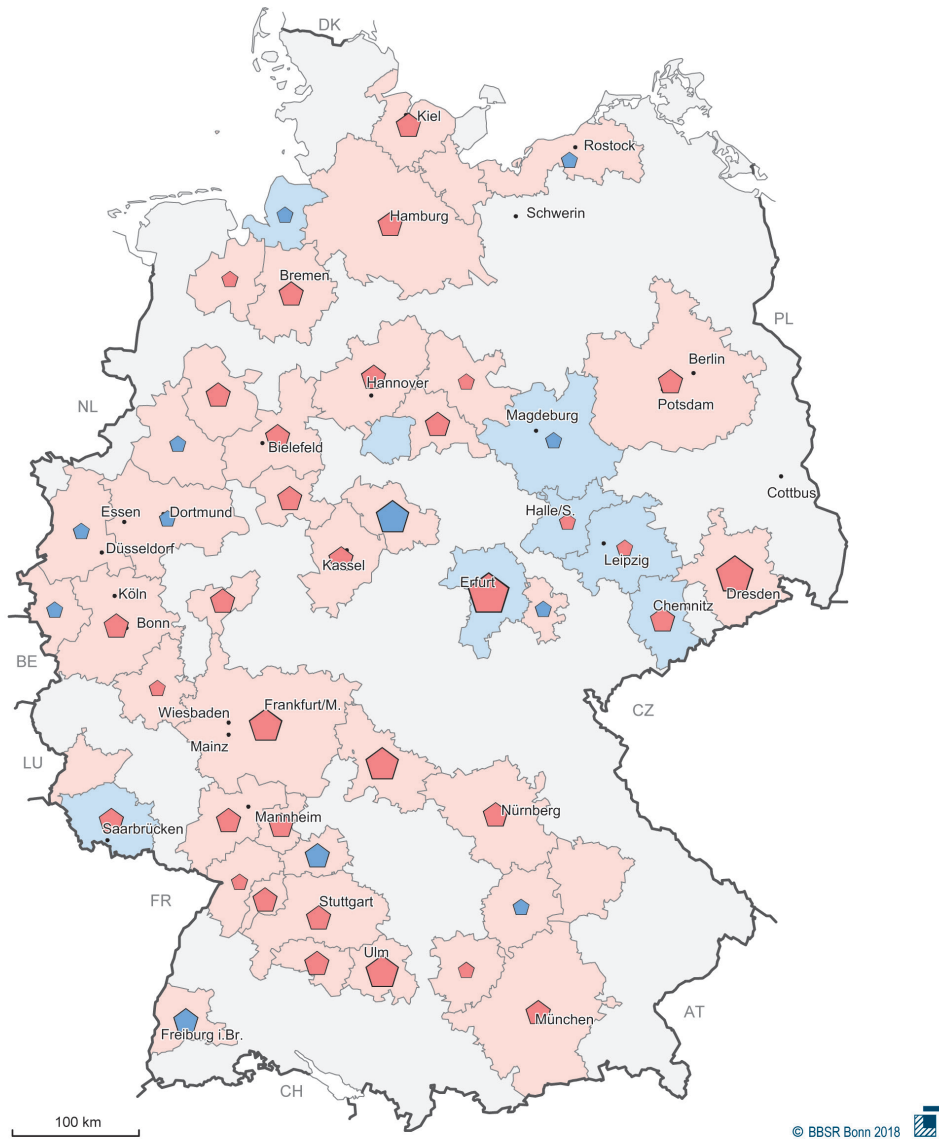 DK
Kiel
Rostock
Hamburg
Schwerin
Bremen
PL
Berlin
Hannover
Potsdam
NL
Magdeburg
Bielefeld
Cottbus
Essen
Dortmund
Halle/S.
Düsseldorf
Leipzig
Kassel
Erfurt
Köln
Dresden
Chemnitz
Bonn
BE
Frankfurt/M.
Wiesbaden
CZ
Mainz
LU
Nürnberg
Mannheim
Saarbrücken
FR
Stuttgart
Ulm
AT
München
Freiburg i.Br.
CH
100 km
© BBSR Bonn 2018